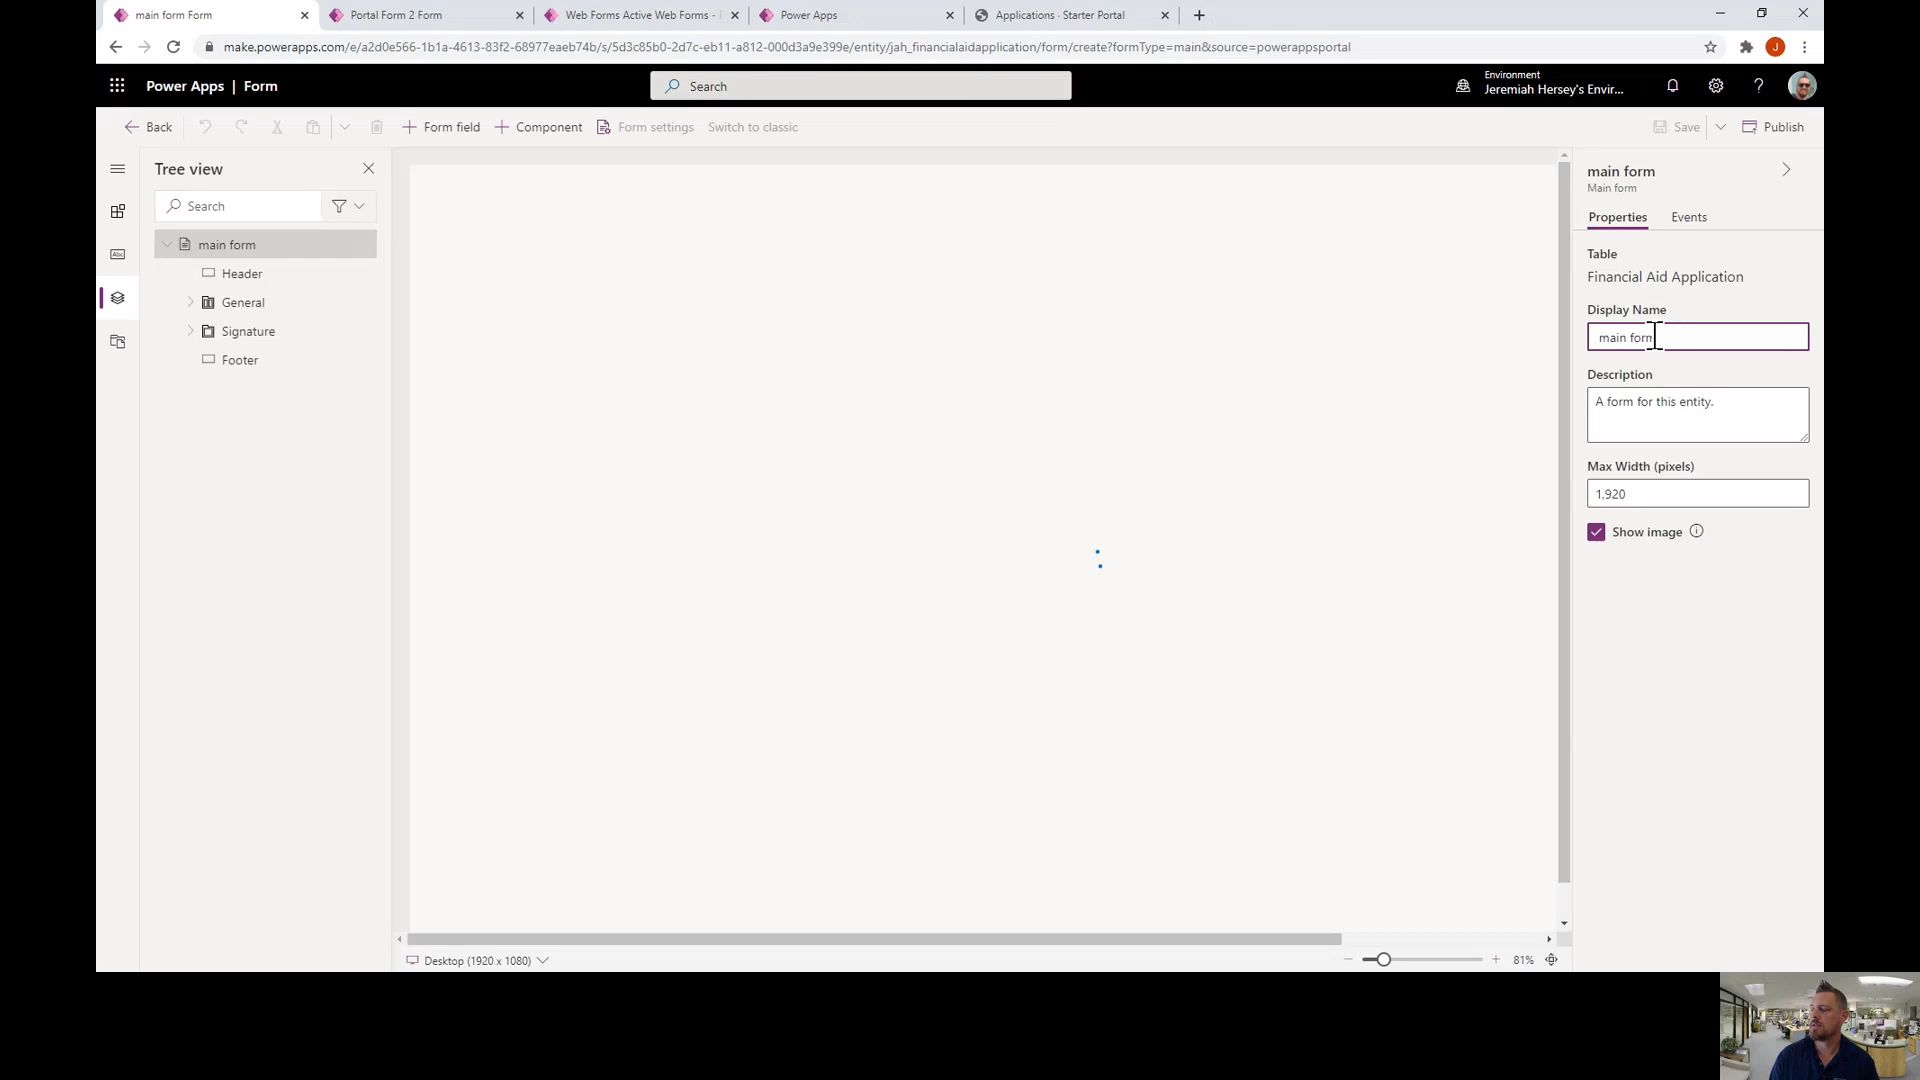 main form Form
Portal Form 2 Form
Web Forms Active Web Forms -
Power Apps
Applications · Starter Portal
make.powerapps.com/e/a2d0e566-1b1a-4613-83f2-68977eaeb74b/s/5d3c85b0-2d7c-eb11-a812-000d3a9e399e/entity/jah_financialaidapplication/form/create?formType=main&source=powerappsportal
J
Power Apps | Form
Search
Environment
Jeremiah Hersey's Envir...
?
Back
Form field
Component
Form settings
Switch to classic
Save
Publish
Tree view
Search
main form
Header
General
Signature
Footer
Abc
main form
Main form
Properties
Events
Table
Financial Aid Application
Display Name
main form
Description
A form for this entity.
Max Width (pixels)
1,920
Show image
Desktop (1920 x 1080)
81%